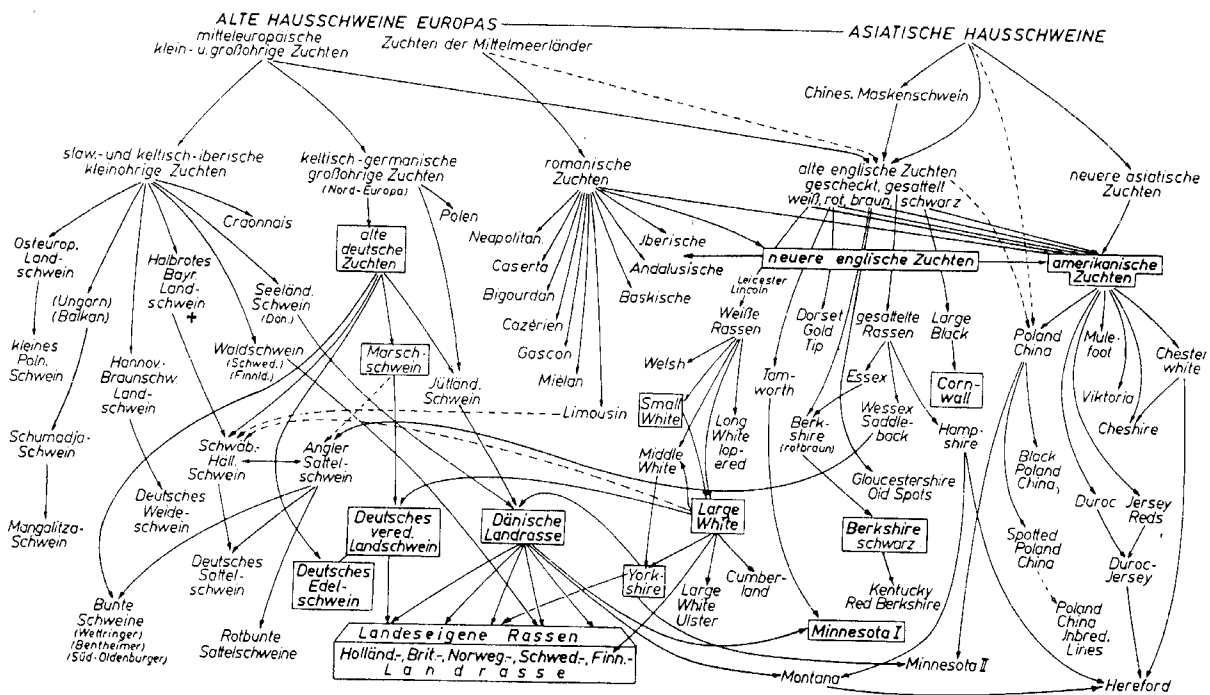 ALTE HAUSSCHWEINE EUROPAS
mitteleuropäische
klein- u. großohrige Zuchten
Zuchten der Mittelmeerländer
ASIATISCHE HAUSSCHWEINE
Chines. Maskenschwein
slaw.- und keltisch-iberische
kleinohrige Zuchten
keltisch-germanische
großohrige Zuchten
(Nord-Europa)
romanische
Zuchten
alte englische Zuchten
gescheckt, gesattelt
weiß, rot, braun, schwarz
neuere asiatische
Zuchten
Craonnais
Polen
alte
deutsche
Zuchten
Neapolitan.
Caserta
Bigourdan
Cazérien
Gascon
Miélan
Limousin
Jberische
Andalusische
Baskische
neuere englische Zuchten
amerikanische
Zuchten
Osteurop.
Land-
schwein
Halbrotes
Bayr.
Land-
schwein
(Ungarn)
(Balkan)
Seeländ.
Schwein
(Dän.)
kleines
Poln.
Schwein
Hannov.-
Braunschw.
Land-
schwein
Waldschwein
(Schwed.)
(Finnld.)
Marsch-
schwein
Jütländ.
Schwein
Leicester
Lincoln
Weiße
Rassen
Dorset
Gold
Tip
gesattelte
Rassen
Large
Black
Poland
China
Mule-
foot
Chester
white
Welsh
Tam-
worth
Essex
Corn-
wall
Viktoria
Cheshire
Small
White
Long
White
lop-
ered
Middle
White
Berk-
shire
(rotbraun)
Wessex
Saddle-
back
Hamp-
shire
Schumadja-
Schwein
Schwäb.-
Häll.
Schwein
Angler
Sattel-
schwein
Black
Poland
China,
Gloucestershire
Old Spots
Duroc
Jersey
Reds
Mangalitza-
Schwein
Deutsches
Weide-
schwein
Deutsches
vered.
Landschwein
Dänische
Landrasse
Large
White
Berkshire
schwarz
Spotted
Poland
China
Duroc-
Jersey
Deutsches
Sattel-
schwein
Deutsches
Edel-
schwein
York-
shire
Large
White
Ulster
Cumber-
land
Kentucky
Red Berkshire
Poland
China
Jnbred.
Lines
Bunte
Schweine
(Wettringer)
(Bentheimer)
(Süd-Oldenburger)
Rotbunte
Sattelschweine
Landeseigene Rassen
Holländ.-, Brit.-, Norweg.-, Schwed.-, Finn.-
Landrasse
Minnesota I
Minnesota II
Montana
Hereford